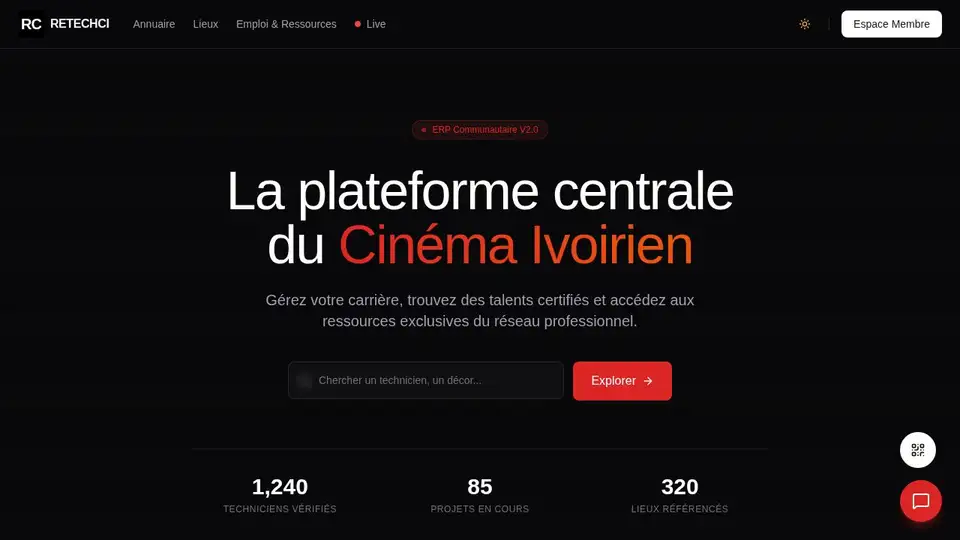 RC RETECHCI Annuaire Lieux Emploi & Ressources Live Espace Membre
ERP Communautaire V2.0
La plateforme centrale
du Cinéma Ivoirien
Gérez votre carrière, trouvez des talents certifiés et accédez aux
ressources exclusives du réseau professionnel.
Chercher un technicien, un décor... Explorer
1,240 85 320
TECHNICIENS VÉRIFIÉS PROJETS EN COURS LIEUX RÉFÉRENCÉS